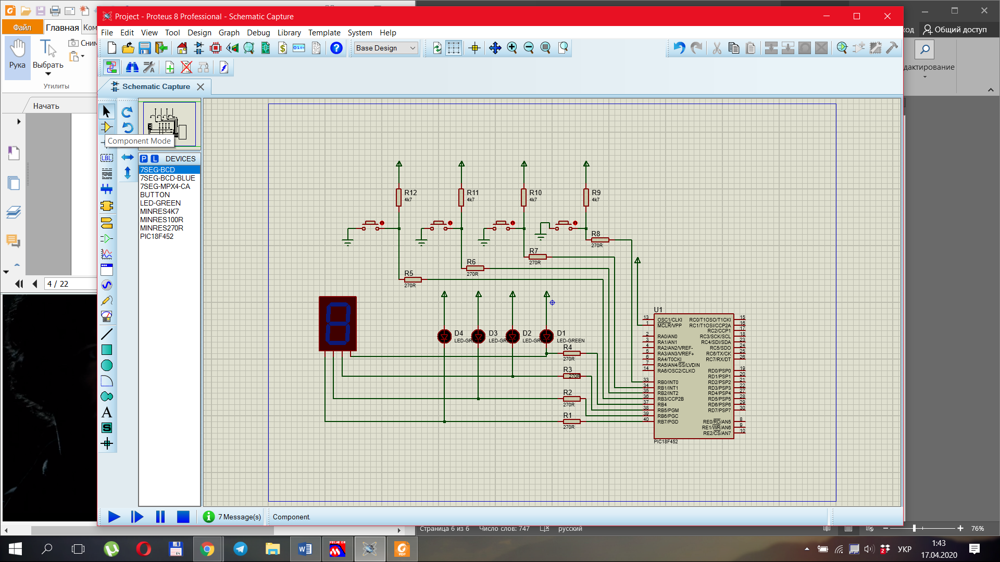 Project - Proteus 8 Professional - Schematic Capture
Файл
Главная
File Edit View Tool Design Graph Debug Library Template System Help
Общий доступ
Рука
Выбрать
Base Design
Утилиты
Schematic Capture
Начать
Component Mode
LBL
P L DEVICES
7SEG-BCD
7SEG-BCD-BLUE
7SEG-MPX4-CA
BUTTON
LED-GREEN
MINRES4K7
MINRES100R
MINRES270R
PIC18F452
4 / 22
R12
4k7
R11
4k7
R10
4k7
R9
4k7
R8
270R
R7
270R
R6
270R
R5
270R
D4
D3
D2
D1
LED-GREEN
R4
270R
R3
270R
R2
270R
R1
270R
U1
13 OSC1/CLKI RC0/T1OSO/T1CKI 15
1 MCLR/VPP RC1/T1OSI/CCP2A 16
RC2/CCP1 17
2 RA0/AN0 RC3/SCK/SCL 18
3 RA1/AN1 RC4/SDI/SDA 23
4 RA2/AN2/VREF- RC5/SDO 24
5 RA3/AN3/VREF+ RC6/TX/CK 25
6 RA4/T0CKI RC7/RX/DT 26
7 RA5/AN4/SS/LVDIN
14 RA6/OSC2/CLKO RD0/PSP0 19
RD1/PSP1 20
33 RB0/INT0 RD2/PSP2 21
34 RB1/INT1 RD3/PSP3 22
35 RB2/INT2 RD4/PSP4 27
36 RB3/CCP2B RD5/PSP5 28
37 RB4 RD6/PSP6 29
38 RB5/PGM RD7/PSP7 30
39 RB6/PGC
40 RB7/PGD RE0/RD/AN5 8
RE1/WR/AN6 9
RE2/CS/AN7 10
PIC18F452
7 Message(s)
Component.
Страница 6 из 6 Число слов: 747 русский
76%
УКР
1:43
17.04.2020